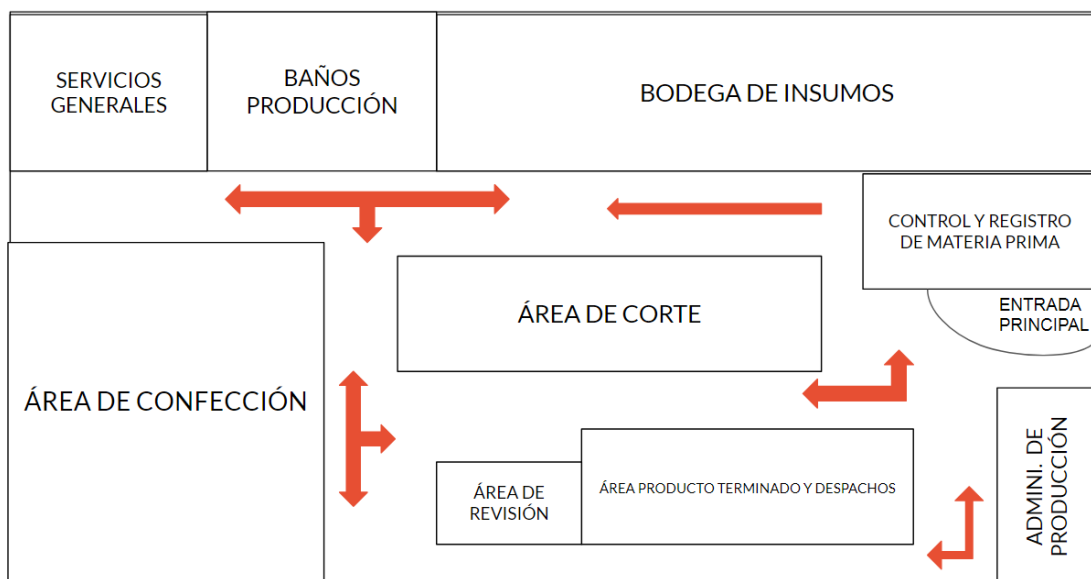 SERVICIOS
GENERALES
BAÑOS
PRODUCCIÓN
BODEGA DE INSUMOS
CONTROL Y REGISTRO
DE MATERIA PRIMA
ENTRADA
PRINCIPAL
ÁREA DE CORTE
ÁREA DE CONFECCIÓN
ÁREA DE
REVISIÓN
ÁREA PRODUCTO TERMINADO Y DESPACHOS
ADMINI. DE
PRODUCCIÓN